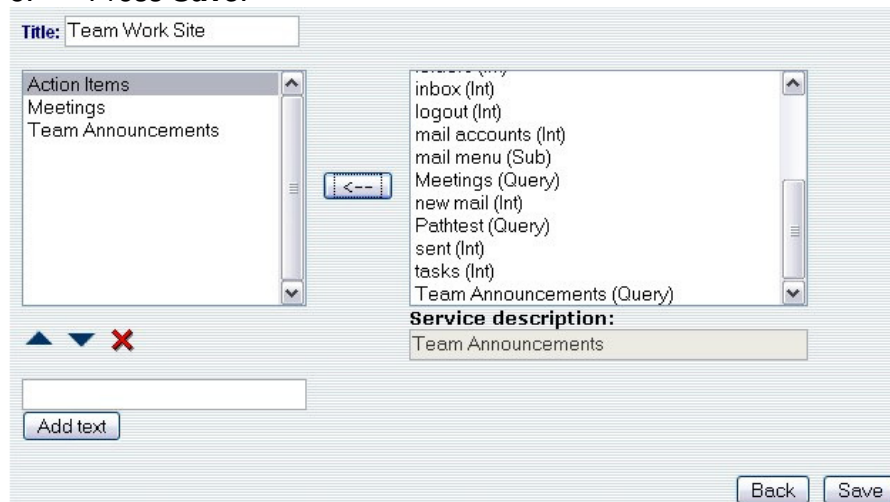 Title: Team Work Site
Action Items
Meetings
Team Announcements
<--
inbox (Int)
logout (Int)
mail accounts (Int)
mail menu (Sub)
Meetings (Query)
new mail (Int)
Pathtest (Query)
sent (Int)
tasks (Int)
Team Announcements (Query)
Service description:
Team Announcements
Add text
Back Save